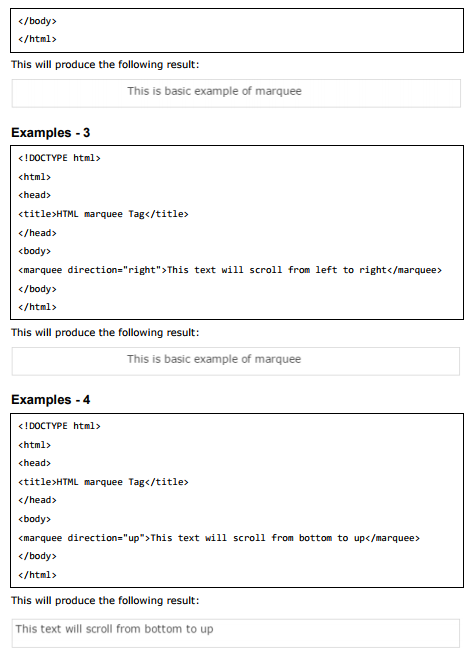 </body>
</html>
This will produce the following result:
This is basic example of marquee
Examples - 3
<!DOCTYPE html>
<html>
<head>
<title>HTML marquee Tag</title>
</head>
<body>
<marquee direction="right">This text will scroll from left to right</marquee>
</body>
</html>
This will produce the following result:
This is basic example of marquee
Examples - 4
<!DOCTYPE html>
<html>
<head>
<title>HTML marquee Tag</title>
</head>
<body>
<marquee direction="up">This text will scroll from bottom to up</marquee>
</body>
</html>
This will produce the following result:
This text will scroll from bottom to up